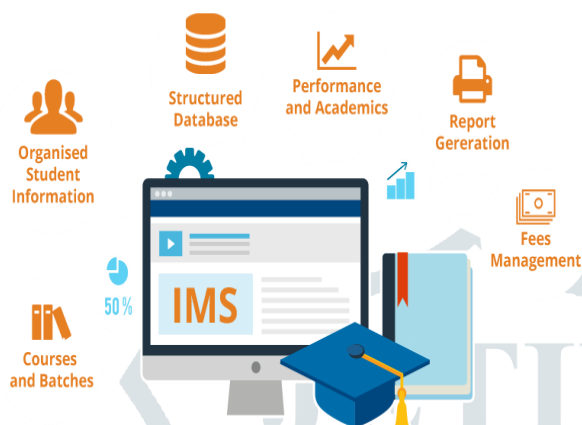 Structured
Database
Performance
and Academics
Report
Gereration
Organised
Student
Information
Fees
Management
50 %
IMS
Courses
and Batches